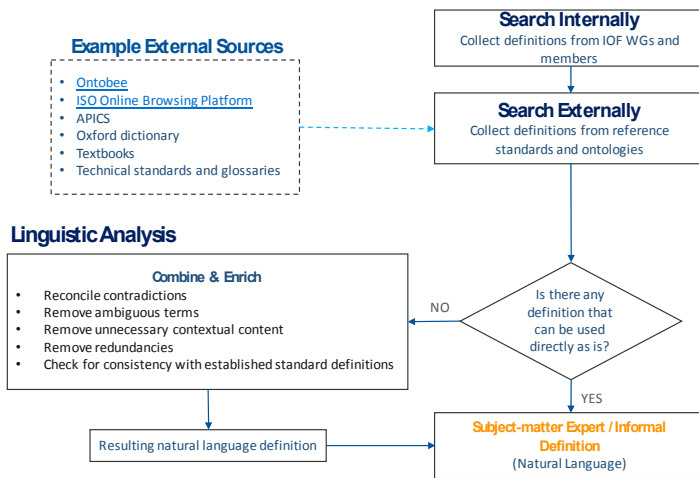 Search Internally
Collect definitions from IOF WGs and
members
Example External Sources
• Ontobee
• ISO Online Browsing Platform
• APICS
• Oxford dictionary
• Textbooks
• Technical standards and glossaries
Search Externally
Collect definitions from reference
standards and ontologies
Linguistic Analysis
Combine & Enrich
• Reconcile contradictions
• Remove ambiguous terms
• Remove unnecessary contextual content
• Remove redundancies
• Check for consistency with established standard definitions
NO
Is there any
definition that
can be used
directly as is?
YES
Resulting natural language definition
Subject-matter Expert / Informal
Definition
(Natural Language)